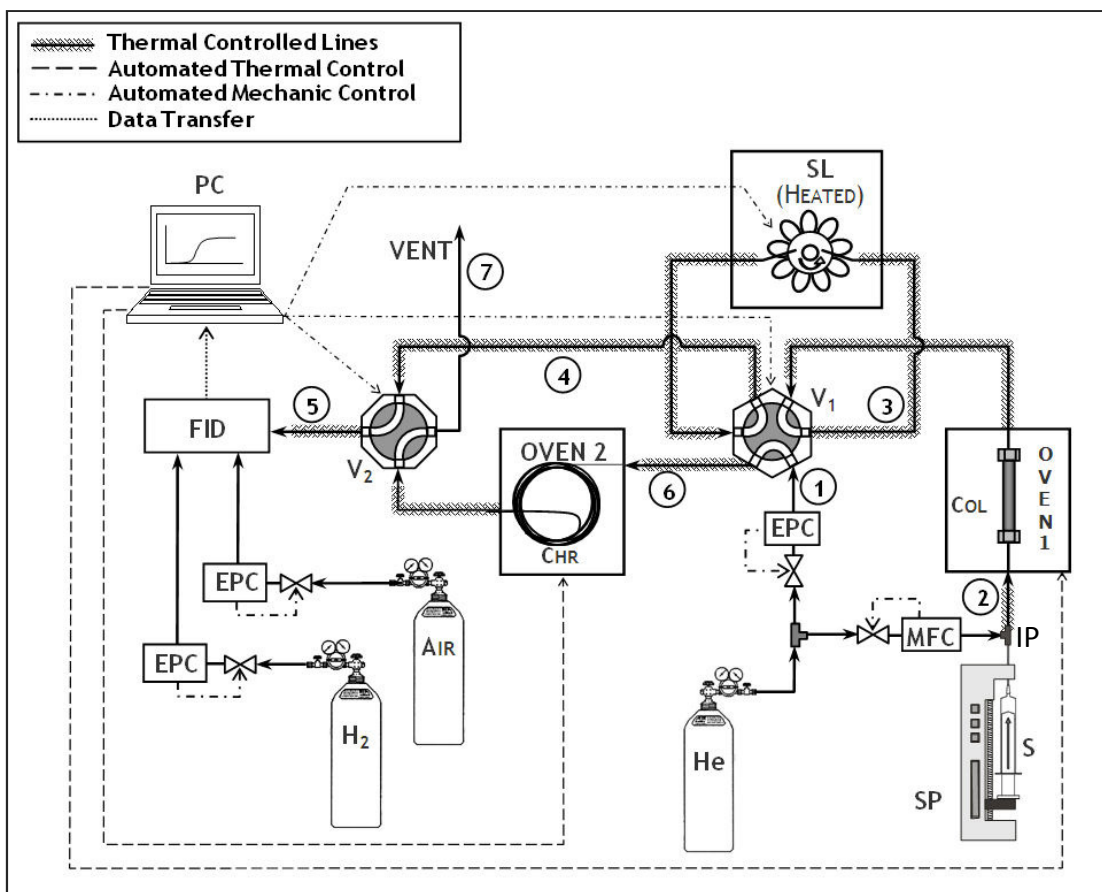 Thermal Controlled Lines
Automated Thermal Control
Automated Mechanic Control
Data Transfer
PC
SL
(HEATED)
VENT
7
4
5
V1
3
FID
V2
OVEN 2
6
1
CHR
EPC
COL
OVEN1
2
EPC
AIR
MFC
IP
EPC
H2
He
S
SP